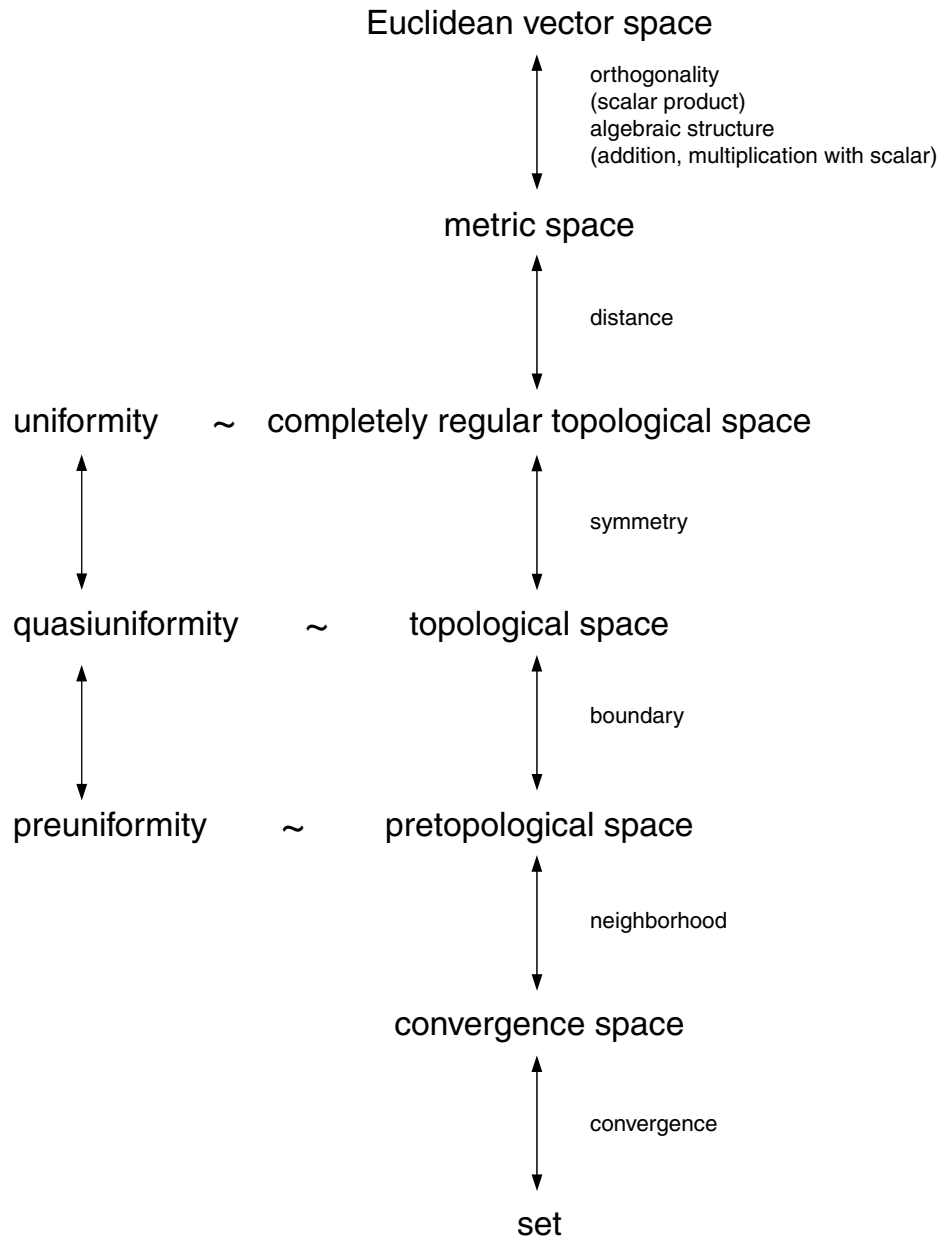 Euclidean vector space
orthogonality
(scalar product)
algebraic structure
(addition, multiplication with scalar)
metric space
distance
uniformity ~ completely regular topological space
symmetry
quasiuniformity ~ topological space
boundary
preuniformity ~ pretopological space
neighborhood
convergence space
convergence
set